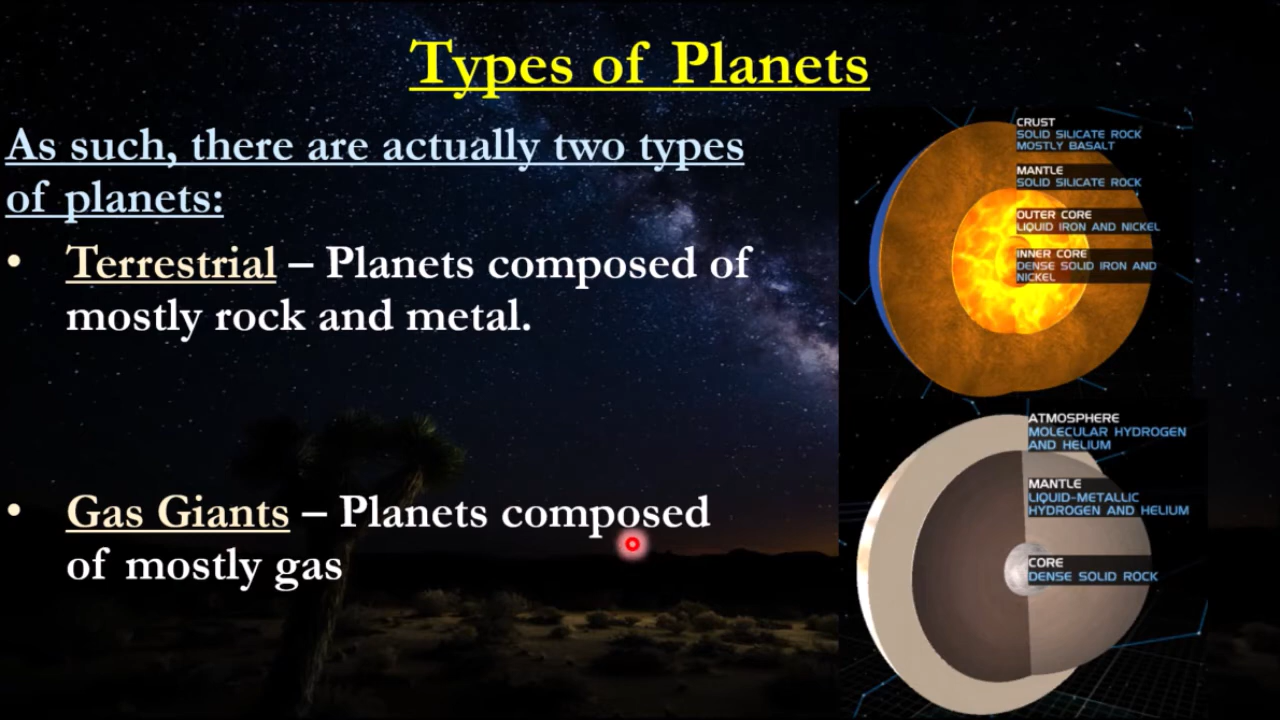 Types of Planets
As such, there are actually two types
of planets:
• Terrestrial – Planets composed of
mostly rock and metal.
• Gas Giants – Planets composed
of mostly gas
CRUST
SOLID SILICATE ROCK
MOSTLY BASALT
MANTLE
SOLID SILICATE ROCK
OUTER CORE
LIQUID IRON AND NICKEL
INNER CORE
DENSE SOLID IRON AND
NICKEL
ATMOSPHERE
MOLECULAR HYDROGEN
AND HELIUM
MANTLE
LIQUID-METALLIC
HYDROGEN AND HELIUM
CORE
DENSE SOLID ROCK